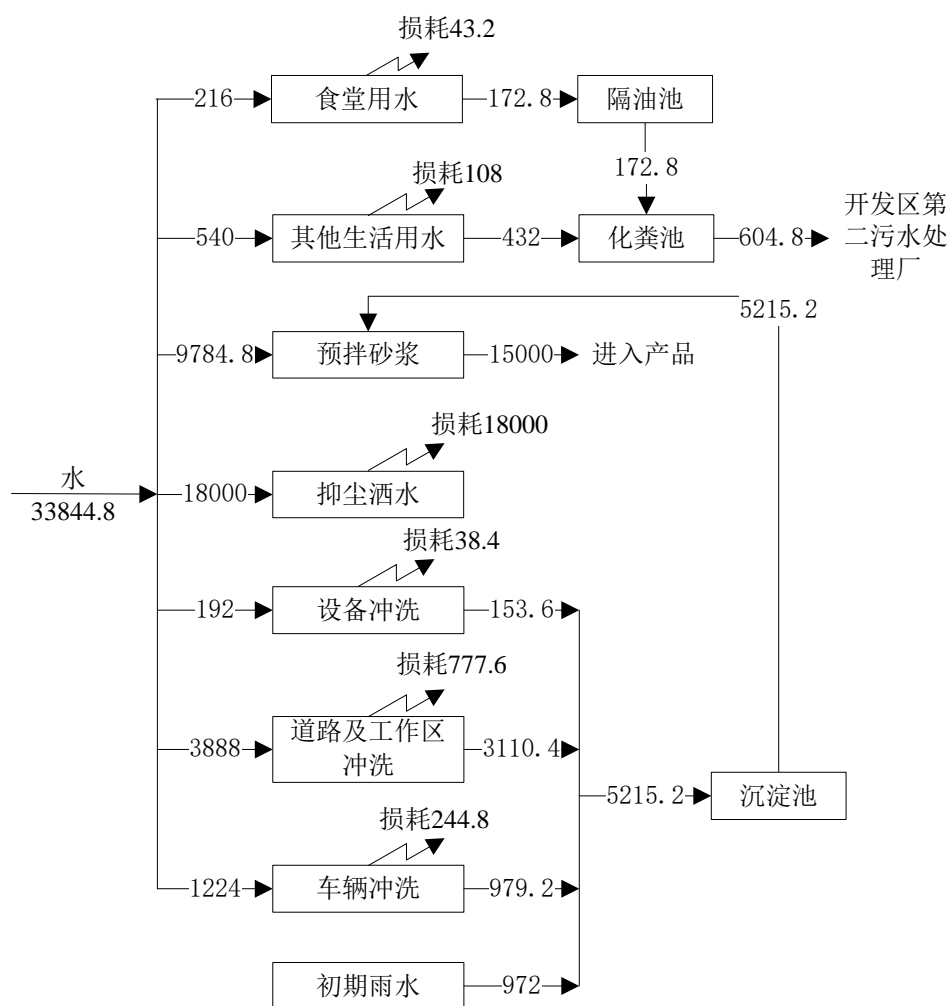 损耗43.2
216
食堂用水
172.8
隔油池
172.8
损耗108
540
其他生活用水
432
化粪池
604.8
开发区第
二污水处
理厂
5215.2
9784.8
预拌砂浆
15000
进入产品
损耗18000
水
33844.8
18000
抑尘洒水
损耗38.4
192
设备冲洗
153.6
损耗777.6
3888
道路及工作区
冲洗
3110.4
5215.2
沉淀池
损耗244.8
1224
车辆冲洗
979.2
初期雨水
972